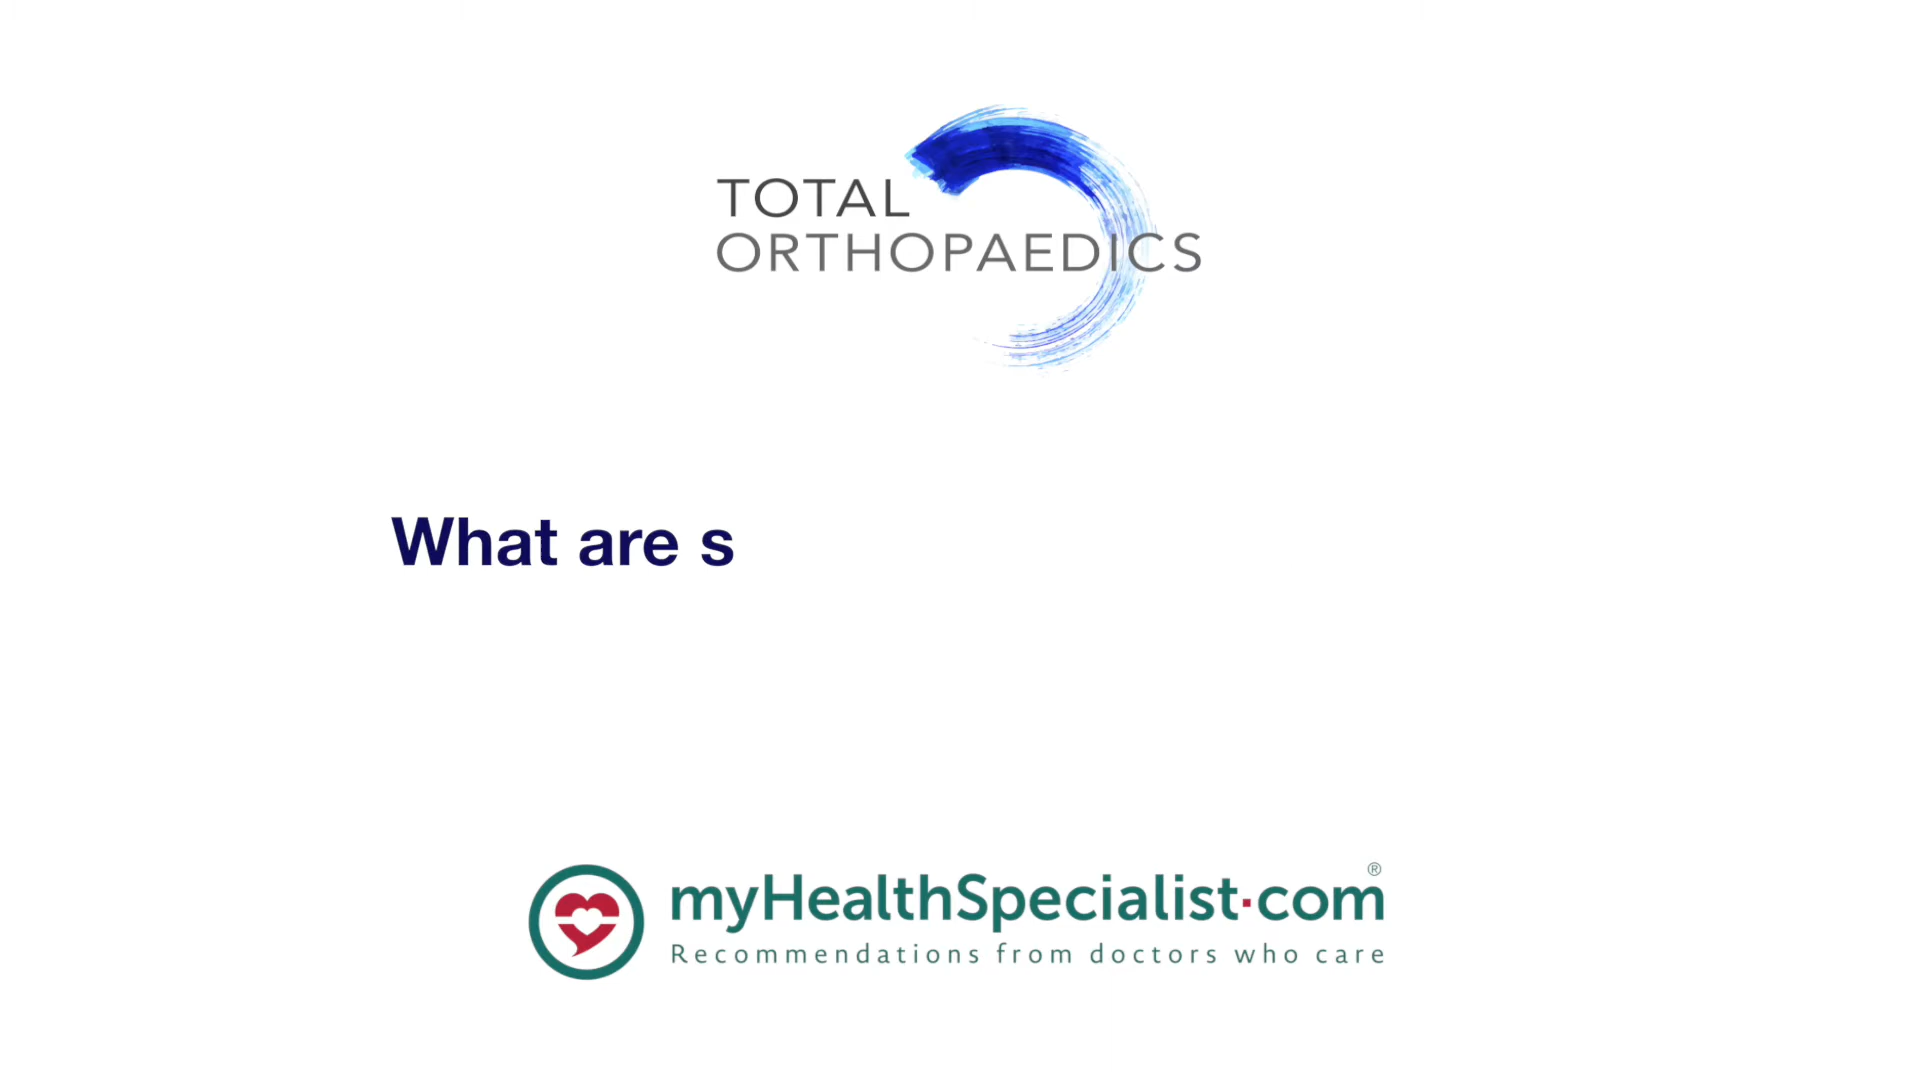 TOTAL
ORTHOPAEDICS
What are s
myHealthSpecialist.com®
Recommendations from doctors who care